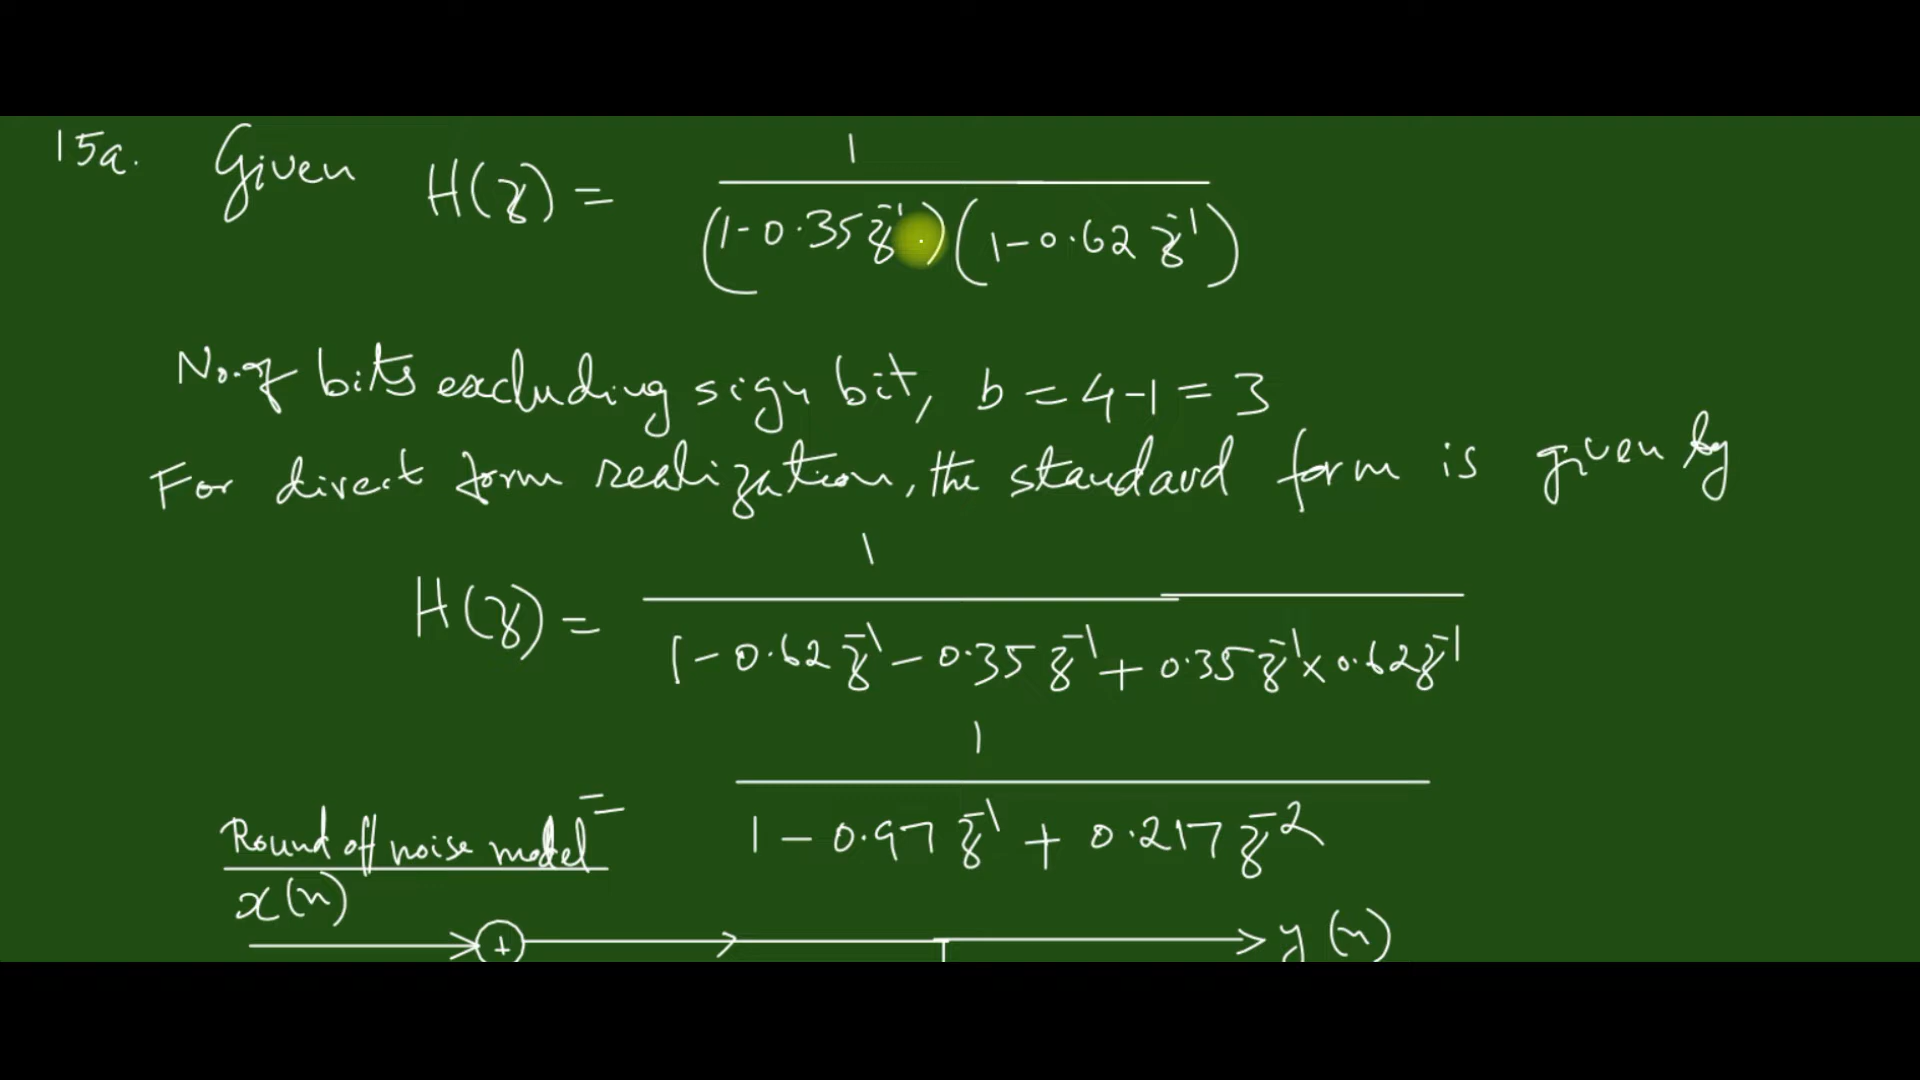 15a. Given H(z) = 1 / (1-0.35z^-1)(1-0.62z^-1)
No.of bits excluding sign bit, b = 4-1 = 3
For direct form realization, the standard form is given by
H(z) = 1 / 1-0.62z^-1-0.35z^-1+0.35z^-1×0.62z^-1
= 1 / 1-0.97z^-1+0.217z^-2
Round off noise model
x(n)
+ y(n)